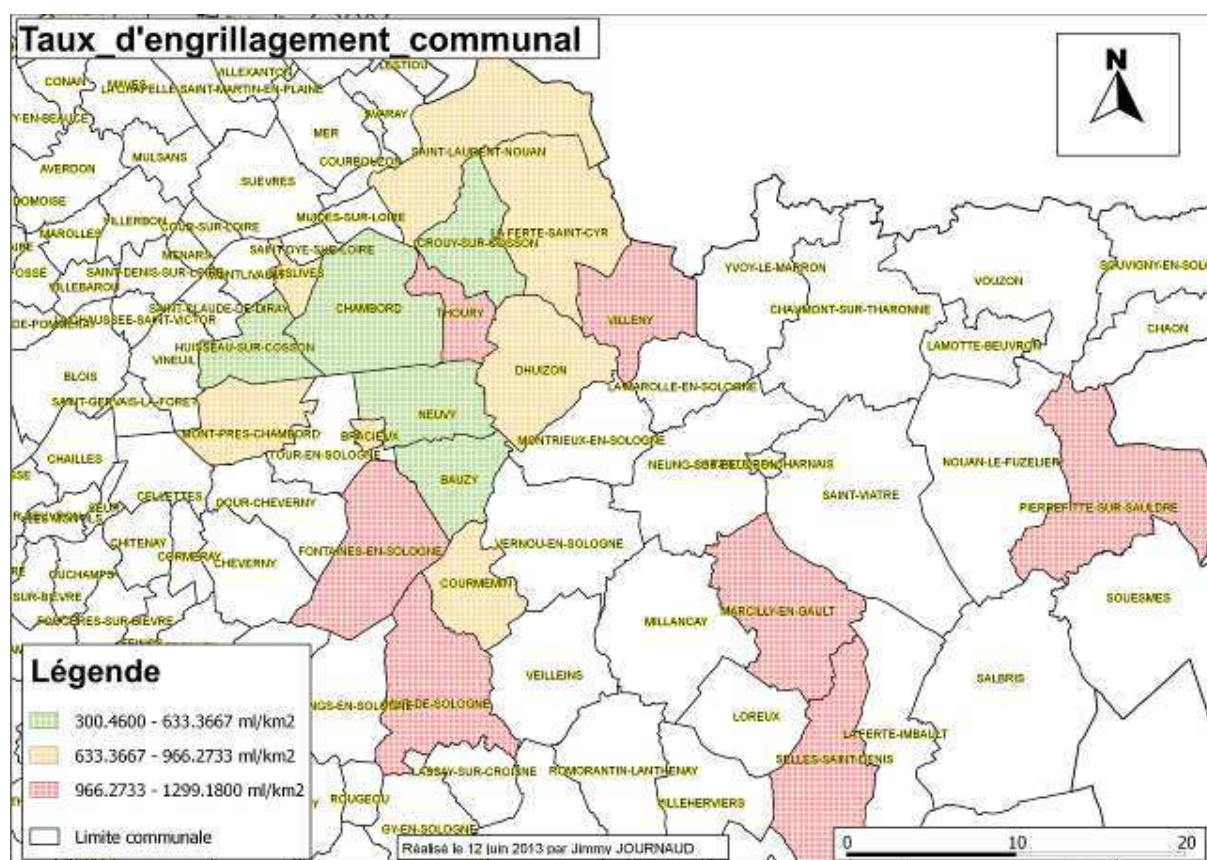 Taux_d'engrillagement_communal
N
LESTIOU
CONAN
VILLEXANTON
LA CHAPELLE-SAINT-MARTIN-EN-PLAINE
MER
COURBOUZON
MULSANS
AVERDON
SUEVRES
SAINT-LAURENT-NOUAN
VILLERBON
COUR-SUR-LOIRE
MUIDES-SUR-LOIRE
MAROLLES
MENARS
CROUY-SUR-COSSON
LA FERTE-SAINT-CYR
SAINT-DENIS-SUR-LOIRE
VILLEBAROU
YVOY-LE-MARRON
VOUZON
CHAUMONT-SUR-THARONNE
CHAMBORD
THOURY
VILLENY
SAINT-CLAUDE-DE-DIRAY
HUISSEAU-SUR-COSSON
VINEUIL
LAMOTTE-BEUVRON
CHAON
BLOIS
DHUIZON
LA MAROLLE-EN-SOLOGNE
SAINT-GERVAIS-LA-FORET
NEUVY
MONT-PRES-CHAMBORD
BRACIEUX
MONTRIEUX-EN-SOLOGNE
TOUR-EN-SOLOGNE
CHAILLES
BAUZY
SAINT-VIATRE
NOUAN-LE-FUZELIER
CELLETTES
COUR-CHEVERNY
PIERREFITTE-SUR-SAULDRE
CHITENAY
CORMERAY
CHEVERNY
FONTAINES-EN-SOLOGNE
VERNOU-EN-SOLOGNE
COURMEMIN
SOUESMES
MILLANCAY
MARCILLY-EN-GAULT
VEILLEINS
SALBRIS
LOREUX
LA FERTE-IMBAULT
SELLES-SAINT-DENIS
LASSAY-SUR-CROISNE
ROMORANTIN-LANTHENAY
ROUGEOU
VILLEHERVIERS
GY-EN-SOLOGNE
Légende
300.4600 - 633.3667 ml/km2
633.3667 - 966.2733 ml/km2
966.2733 - 1299.1800 ml/km2
Limite communale
Réalisé le 12 juin 2013 par Jimmy JOURNAUD
0 10 20